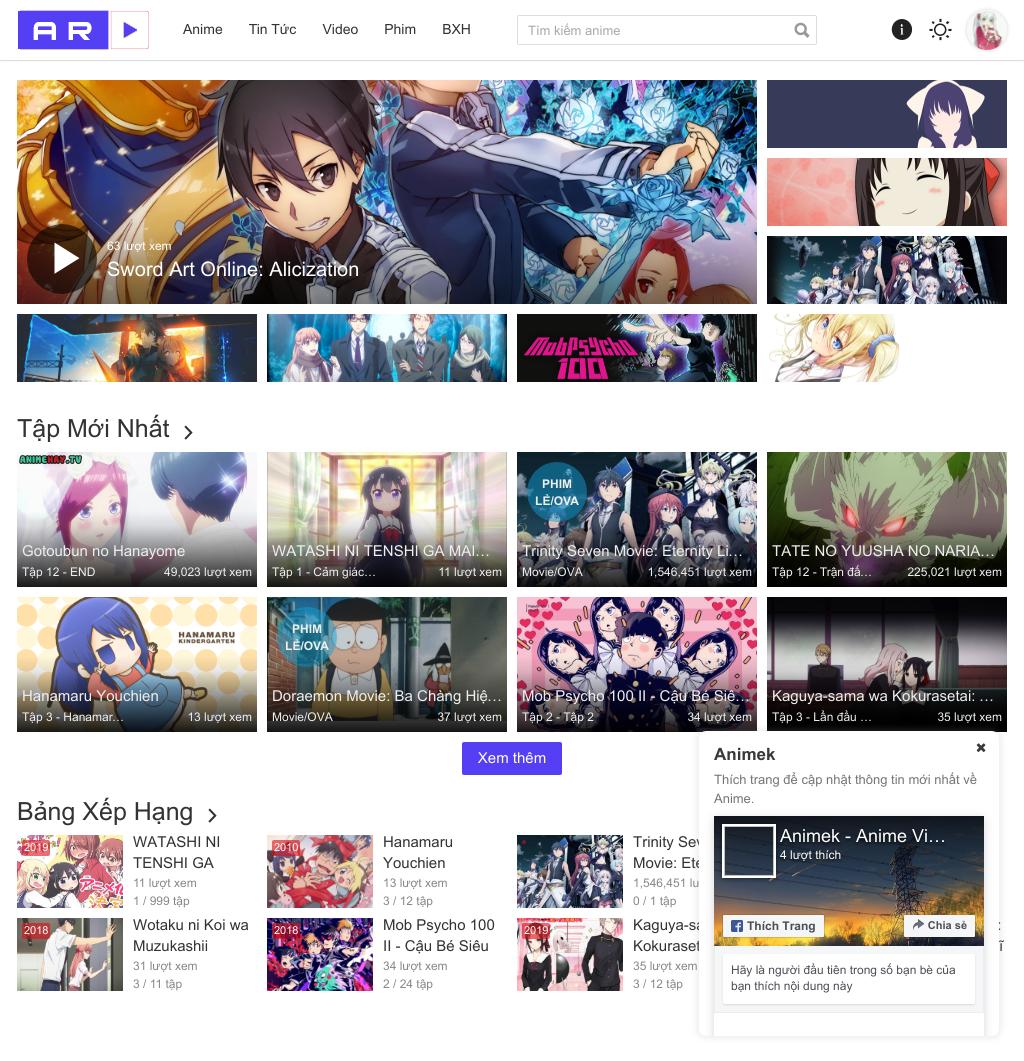 AR
Anime
Tin Tức
Video
Phim
BXH
Tìm kiếm anime
63 lượt xem
Sword Art Online: Alicization
Mob Psycho
100
Tập Mới Nhất
ANIMEHAY.TV
Gotoubun no Hanayome
Tập 12 - END
49,023 lượt xem
WATASHI NI TENSHI GA MAI…
Tập 1 - Cảm giác…
11 lượt xem
PHIM
LẺ/OVA
Trinity Seven Movie: Eternity Li…
Movie/OVA
1,546,451 lượt xem
TATE NO YUUSHA NO NARIA…
Tập 12 - Trận đấ…
225,021 lượt xem
HANAMARU
KINDERGARTEN
Hanamaru Youchien
Tập 3 - Hanamar…
13 lượt xem
PHIM
LẺ/OVA
Doraemon Movie: Ba Chàng Hiệ…
Movie/OVA
37 lượt xem
Mob Psycho 100 II - Cậu Bé Siê…
Tập 2 - Tập 2
34 lượt xem
Kaguya-sama wa Kokurasetai: …
Tập 3 - Lần đầu …
35 lượt xem
Xem thêm
Bảng Xếp Hạng
2019
WATASHI NI
TENSHI GA
11 lượt xem
1 / 999 tập
2010
Hanamaru
Youchien
13 lượt xem
3 / 12 tập
Trinity Sev
Movie: Ete
1,546,451 lu
0 / 1 tập
2018
Wotaku ni Koi wa
Muzukashii
31 lượt xem
3 / 11 tập
2018
Mob Psycho 100
II - Cậu Bé Siêu
34 lượt xem
2 / 24 tập
2019
Kaguya-sa
Kokuraset
35 lượt xem
3 / 12 tập
Animek
Thích trang để cập nhật thông tin mới nhất về
Anime.
Animek - Anime Vi…
4 lượt thích
Thích Trang
Chia sẻ
Hãy là người đầu tiên trong số bạn bè của
bạn thích nội dung này